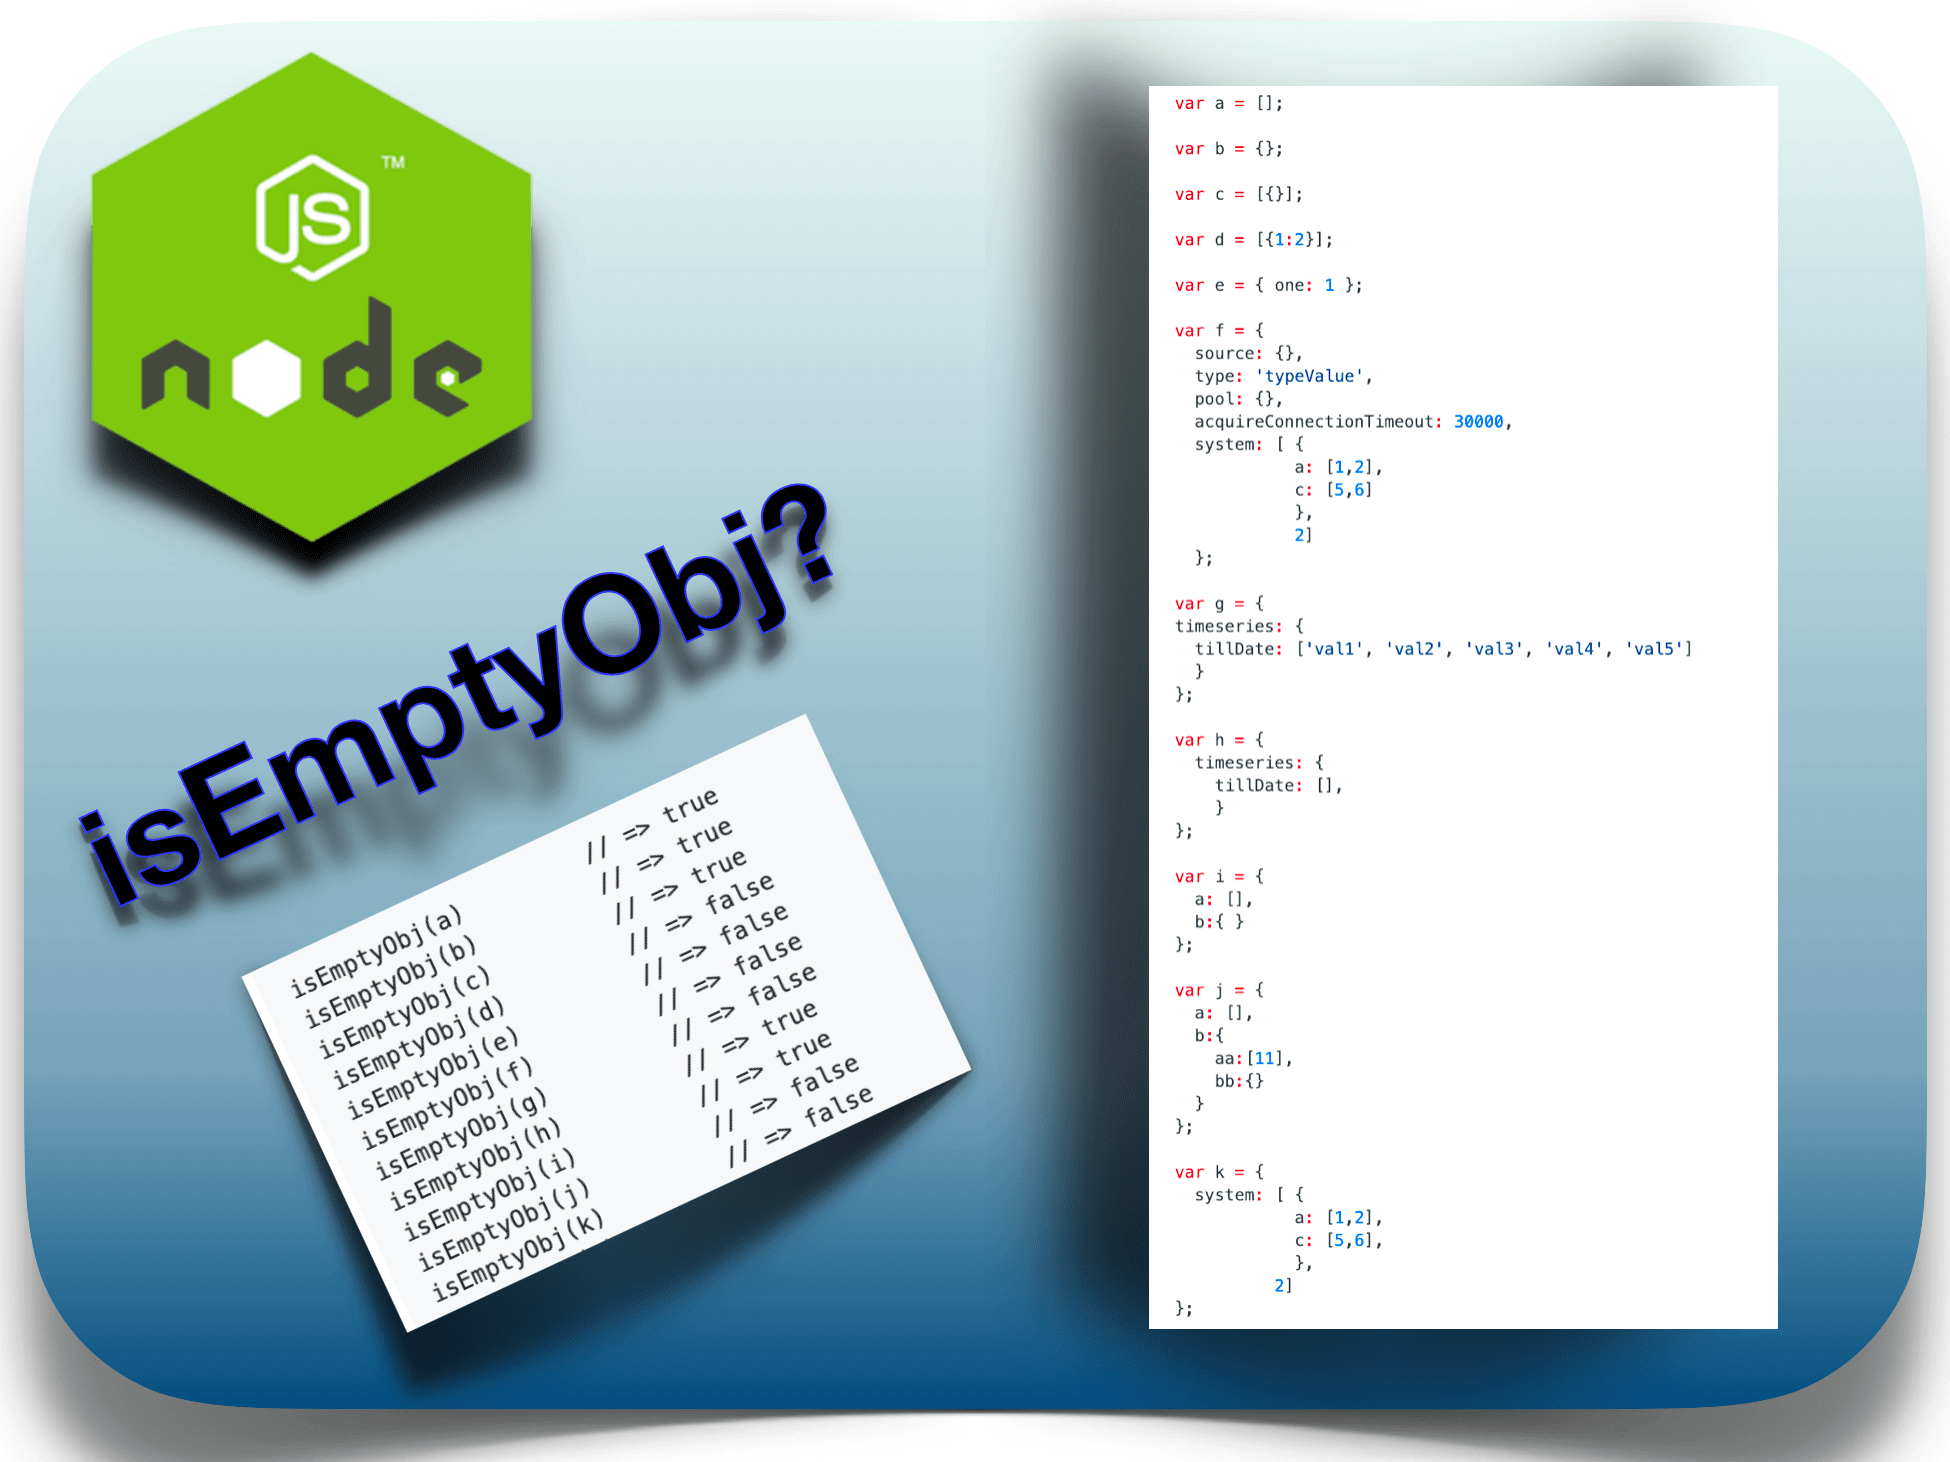 JS
TM
node
isEmptyObj?
isEmptyObj(a) // => true
isEmptyObj(b) // => true
isEmptyObj(c) // => true
isEmptyObj(d) // => false
isEmptyObj(e) // => false
isEmptyObj(f) // => false
isEmptyObj(g) // => false
isEmptyObj(h) // => true
isEmptyObj(i) // => true
isEmptyObj(j) // => false
isEmptyObj(k) // => false
var a = [];
var b = {};
var c = [{}];
var d = [{1:2}];
var e = { one: 1 };
var f = {
source: {},
type: 'typeValue',
pool: {},
acquireConnectionTimeout: 30000,
system: [ {
a: [1,2],
c: [5,6]
},
2]
};
var g = {
timeseries: {
tillDate: ['val1', 'val2', 'val3', 'val4', 'val5']
}
};
var h = {
timeseries: {
tillDate: [],
}
};
var i = {
a: [],
b:{ }
};
var j = {
a: [],
b:{
aa:[11],
bb:{}
}
};
var k = {
system: [ {
a: [1,2],
c: [5,6],
},
2]
};